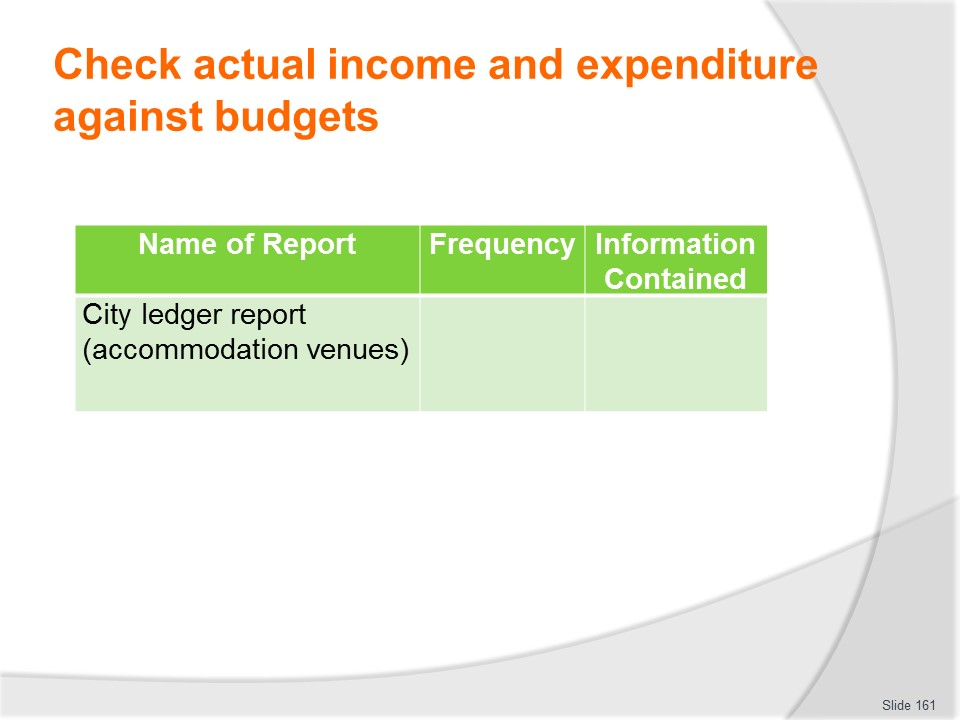 Check actual income and expenditure
against budgets
Name of Report
Frequency
Information
Contained
City ledger report
(accommodation venues)
Slide 161